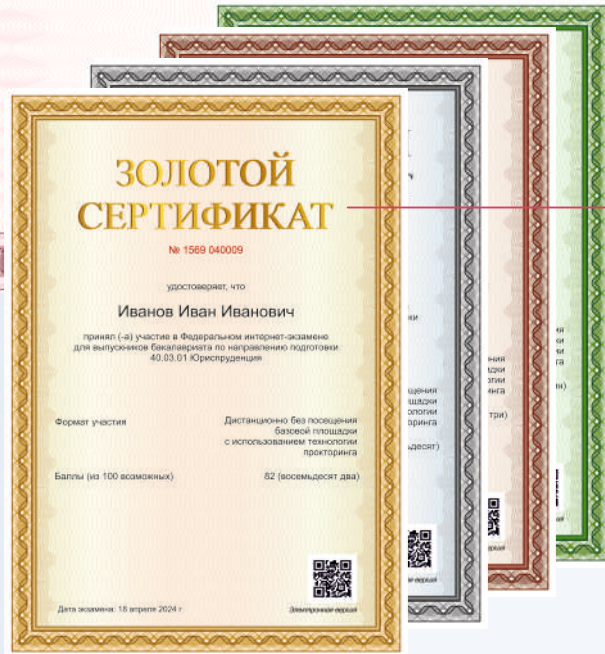 ЗОЛОТОЙ
СЕРТИФИКАТ
№ 1569 040009
удостоверяет, что
Иванов Иван Иванович
принял (-а) участие в Федеральном интернет-экзамене
для выпускников бакалавриата по направлению подготовки
40.03.01 Юриспруденция
Формат участия
Дистанционно без посещения
базовой площадки
с использованием технологии
прокторинга
Баллы (из 100 возможных)
82 (восемьдесят два)
Дата экзамена: 18 апреля 2024 г
Электронная версия